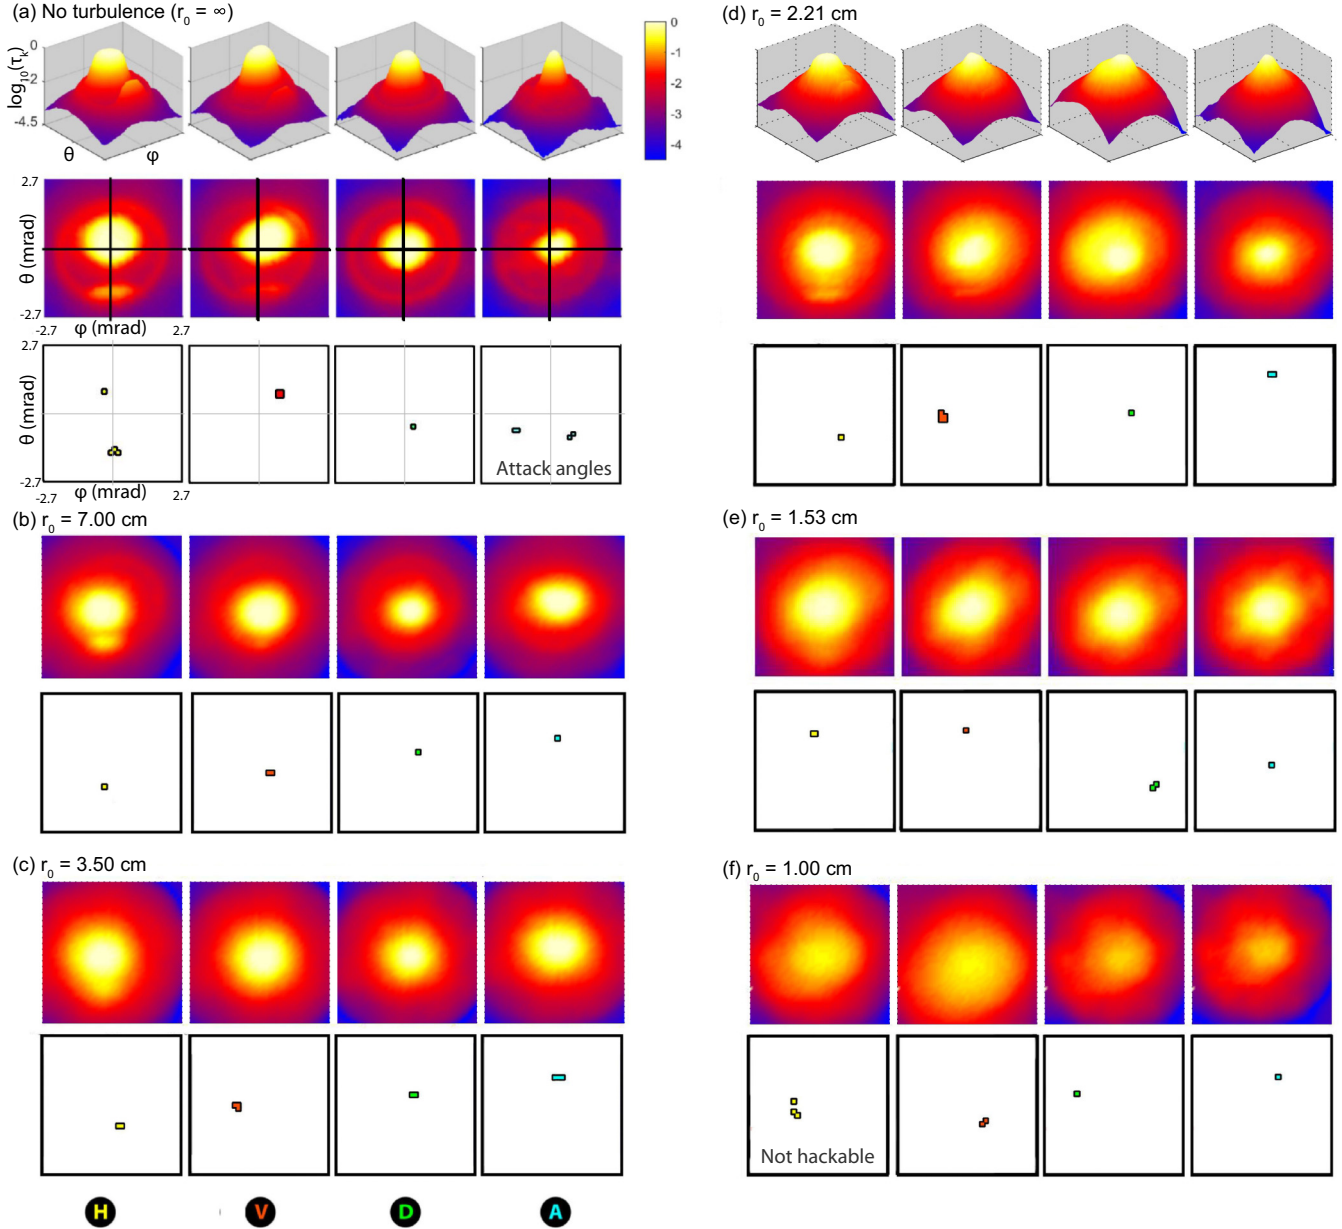 (a) No turbulence (r0 = ∞)
log10(τk)
0
-2
-4.5
θ
φ
0
-1
-2
-3
-4
2.7
θ (mrad)
-2.7
-2.7
φ (mrad)
2.7
2.7
θ (mrad)
-2.7
-2.7
φ (mrad)
2.7
Attack angles
(b) r0 = 7.00 cm
(c) r0 = 3.50 cm
H
V
D
A
(d) r0 = 2.21 cm
(e) r0 = 1.53 cm
(f) r0 = 1.00 cm
Not hackable